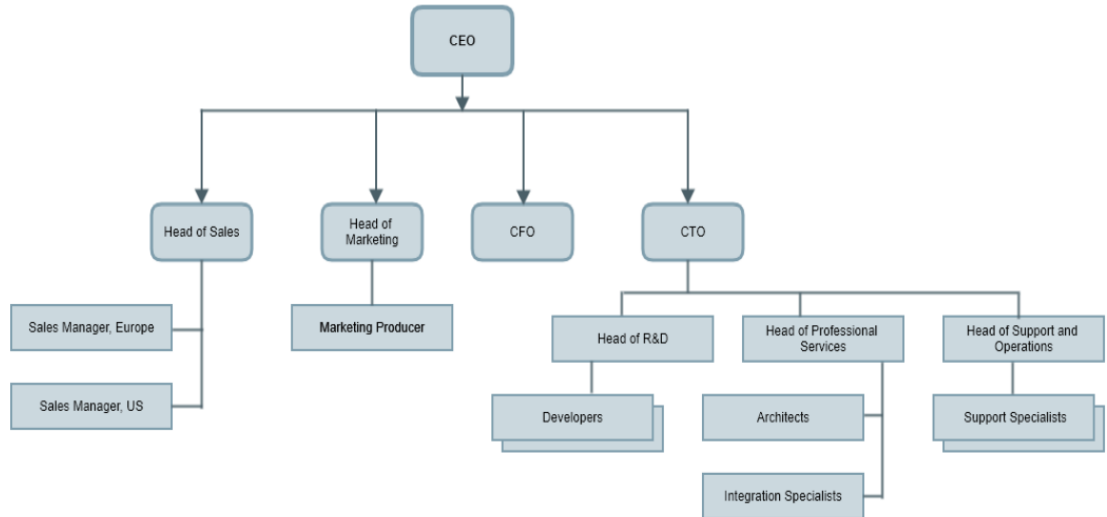 CEO
Head of Sales
Head of
Marketing
CFO
CTO
Sales Manager, Europe
Marketing Producer
Head of R&D
Head of Professional
Services
Head of Support and
Operations
Sales Manager, US
Developers
Architects
Support Specialists
Integration Specialists